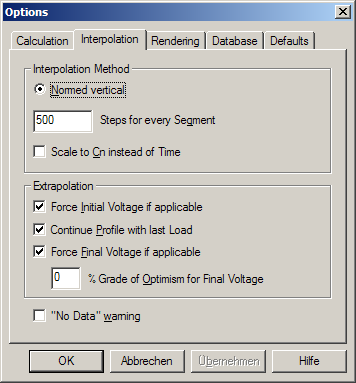 Options
Calculation Interpolation Rendering Database Defaults
Interpolation Method
Normed vertical
500 Steps for every Segment
Scale to Cn instead of Time
Extrapolation
Force Initial Voltage if applicable
Continue Profile with last Load
Force Final Voltage if applicable
0 % Grade of Optimism for Final Voltage
"No Data" warning
OK Abbrechen Übernehmen Hilfe